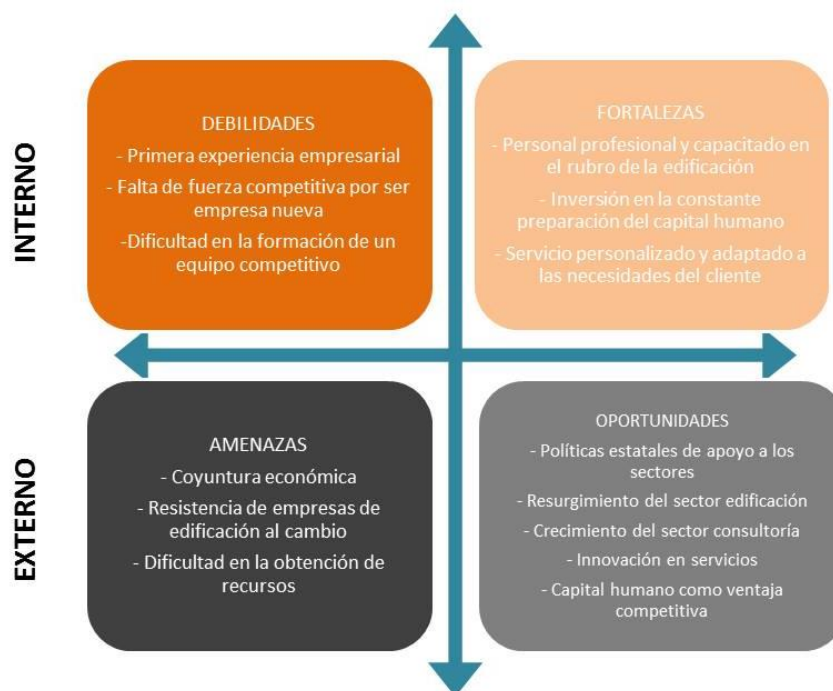 INTERNO
DEBILIDADES
- Primera experiencia empresarial
- Falta de fuerza competitiva por ser
empresa nueva
-Dificultad en la formación de un
equipo competitivo
FORTALEZAS
- Personal profesional y capacitado en
el rubro de la edificación
- Inversión en la constante
preparación del capital humano
- Servicio personalizado y adaptado a
las necesidades del cliente
EXTERNO
AMENAZAS
- Coyuntura económica
- Resistencia de empresas de
edificación al cambio
- Dificultad en la obtención de
recursos
OPORTUNIDADES
- Políticas estatales de apoyo a los
sectores
- Resurgimiento del sector edificación
- Crecimiento del sector consultoría
- Innovación en servicios
- Capital humano como ventaja
competitiva